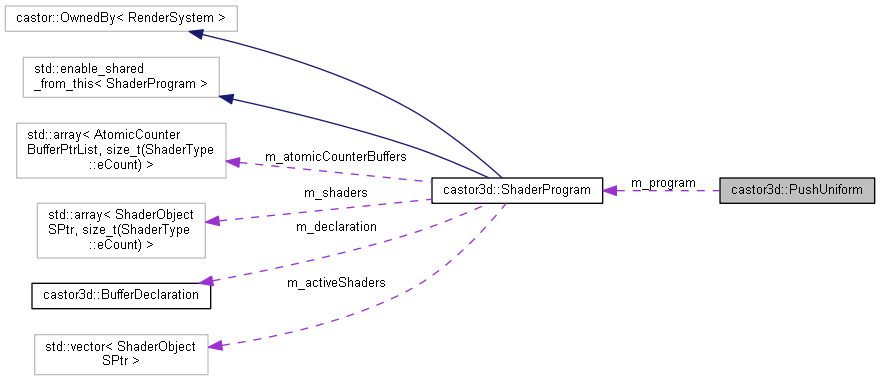 castor::OwnedBy< RenderSystem >
std::enable_shared
_from_this< ShaderProgram >
std::array< AtomicCounter
BufferPtrList, size_t(ShaderType
::eCount) >
m_atomicCounterBuffers
std::array< ShaderObject
SPtr, size_t(ShaderType
::eCount) >
m_shaders
castor3d::BufferDeclaration
m_declaration
std::vector< ShaderObject
SPtr >
m_activeShaders
castor3d::ShaderProgram
m_program
castor3d::PushUniform